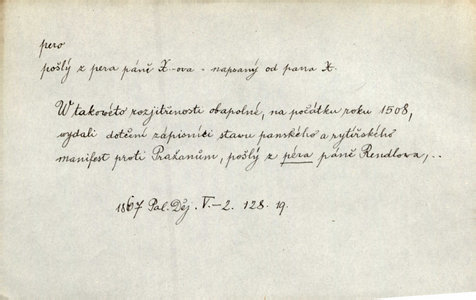 pero
pošlý z pera páně X-ova - napsaný od pana X.
W takovéto rozjitřenosti obapolné, na počátku roku 1508,
vydali dotčení zápisníci stavu panského a rytířského
manifest proti Pražanům, pošlý z péra páně Rendlova, ..
1867 Pal. Děj. V.-2. 128. 19.